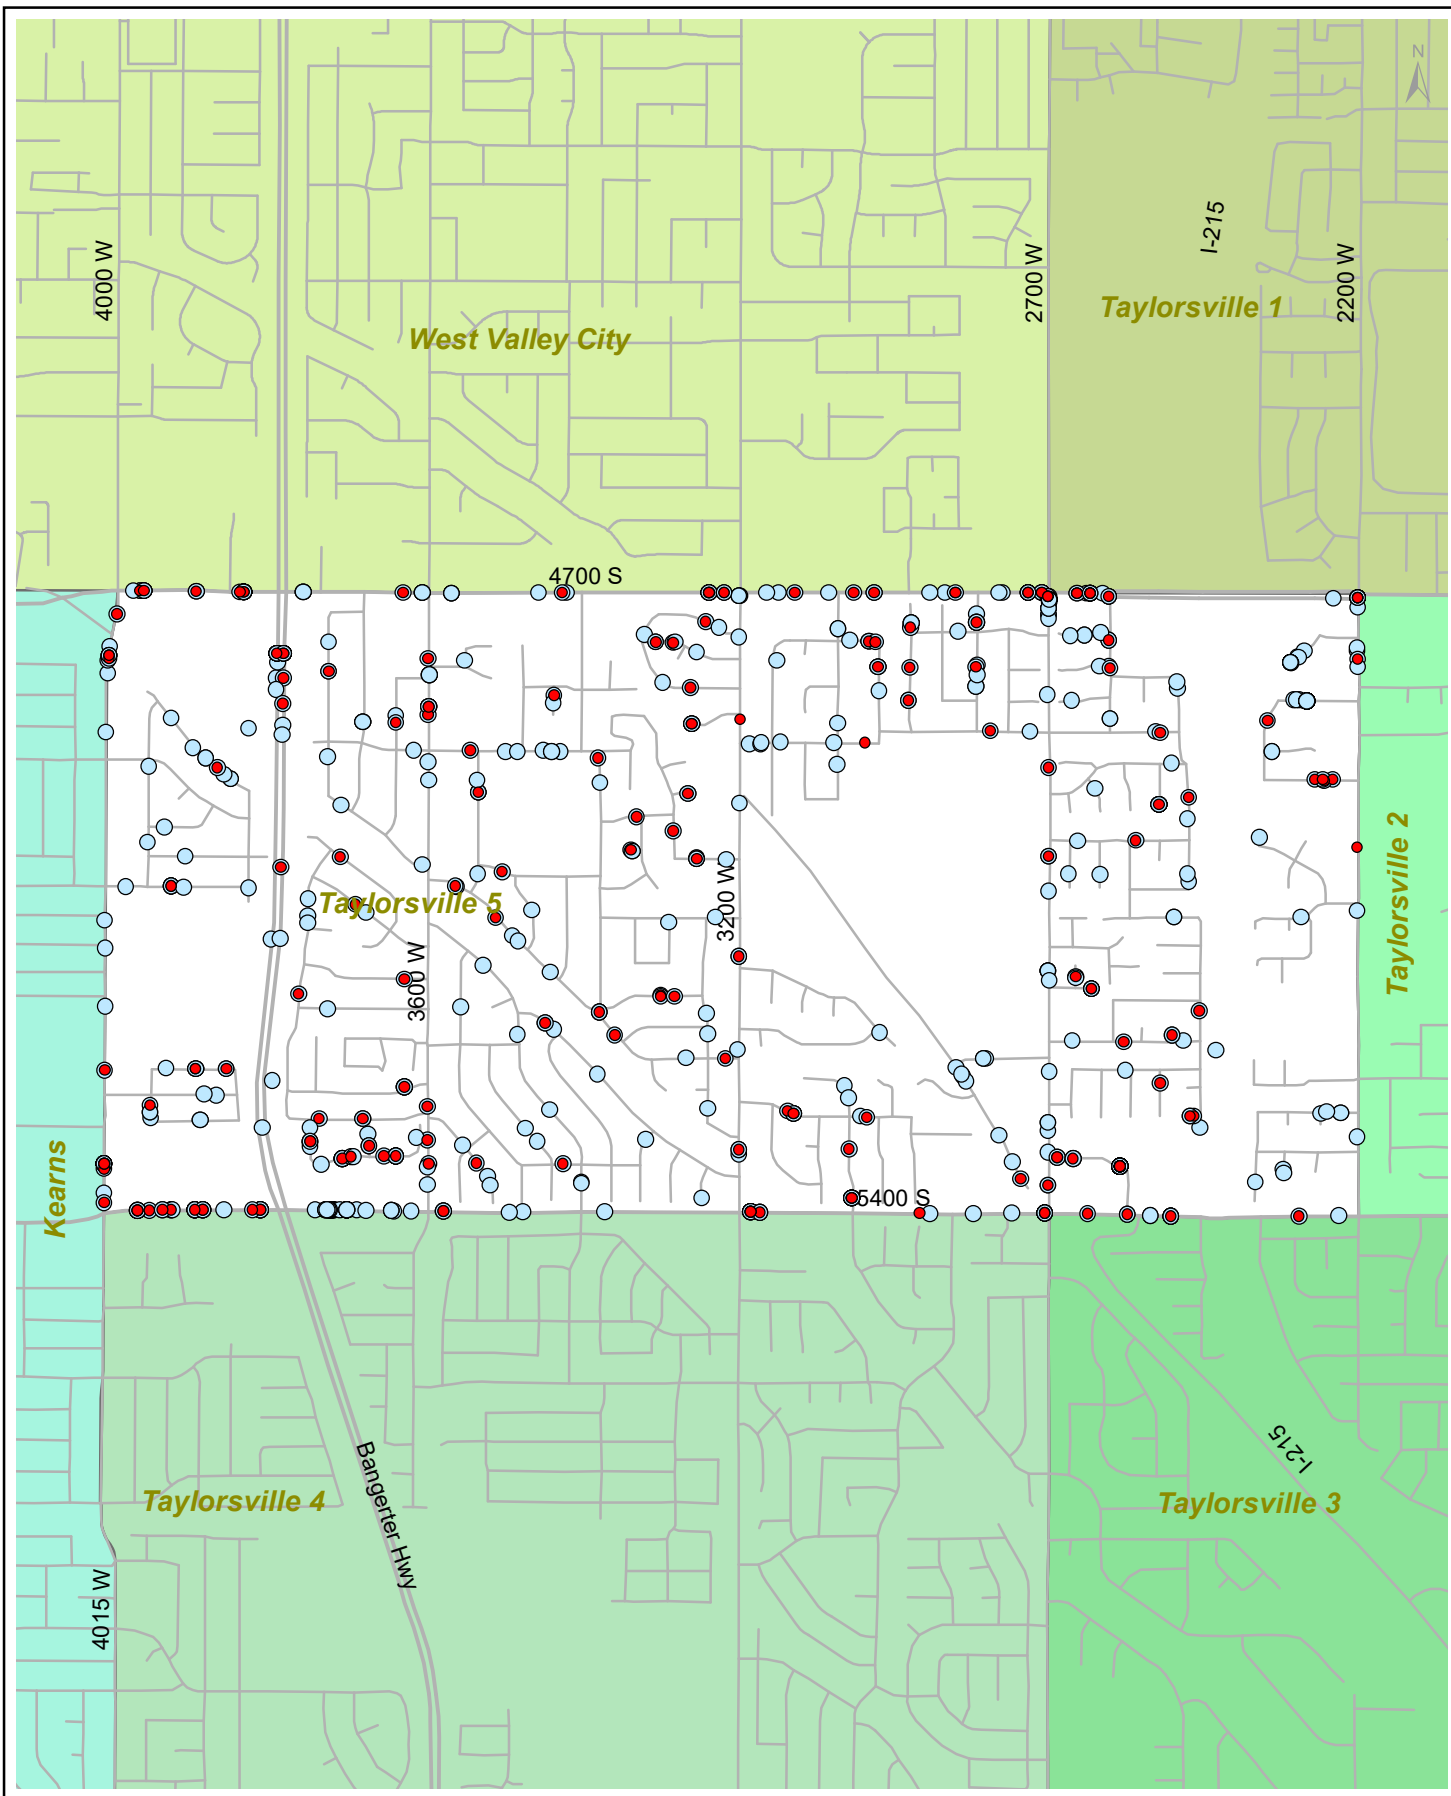 N
I-215
4000 W
2700 W
2200 W
Taylorsville 1
West Valley City
4700 S
Taylorsville 2
Taylorsville 5
3200 W
3600 W
Kearns
5400 S
I-215
Bangerter Hwy
Taylorsville 4
Taylorsville 3
4015 W